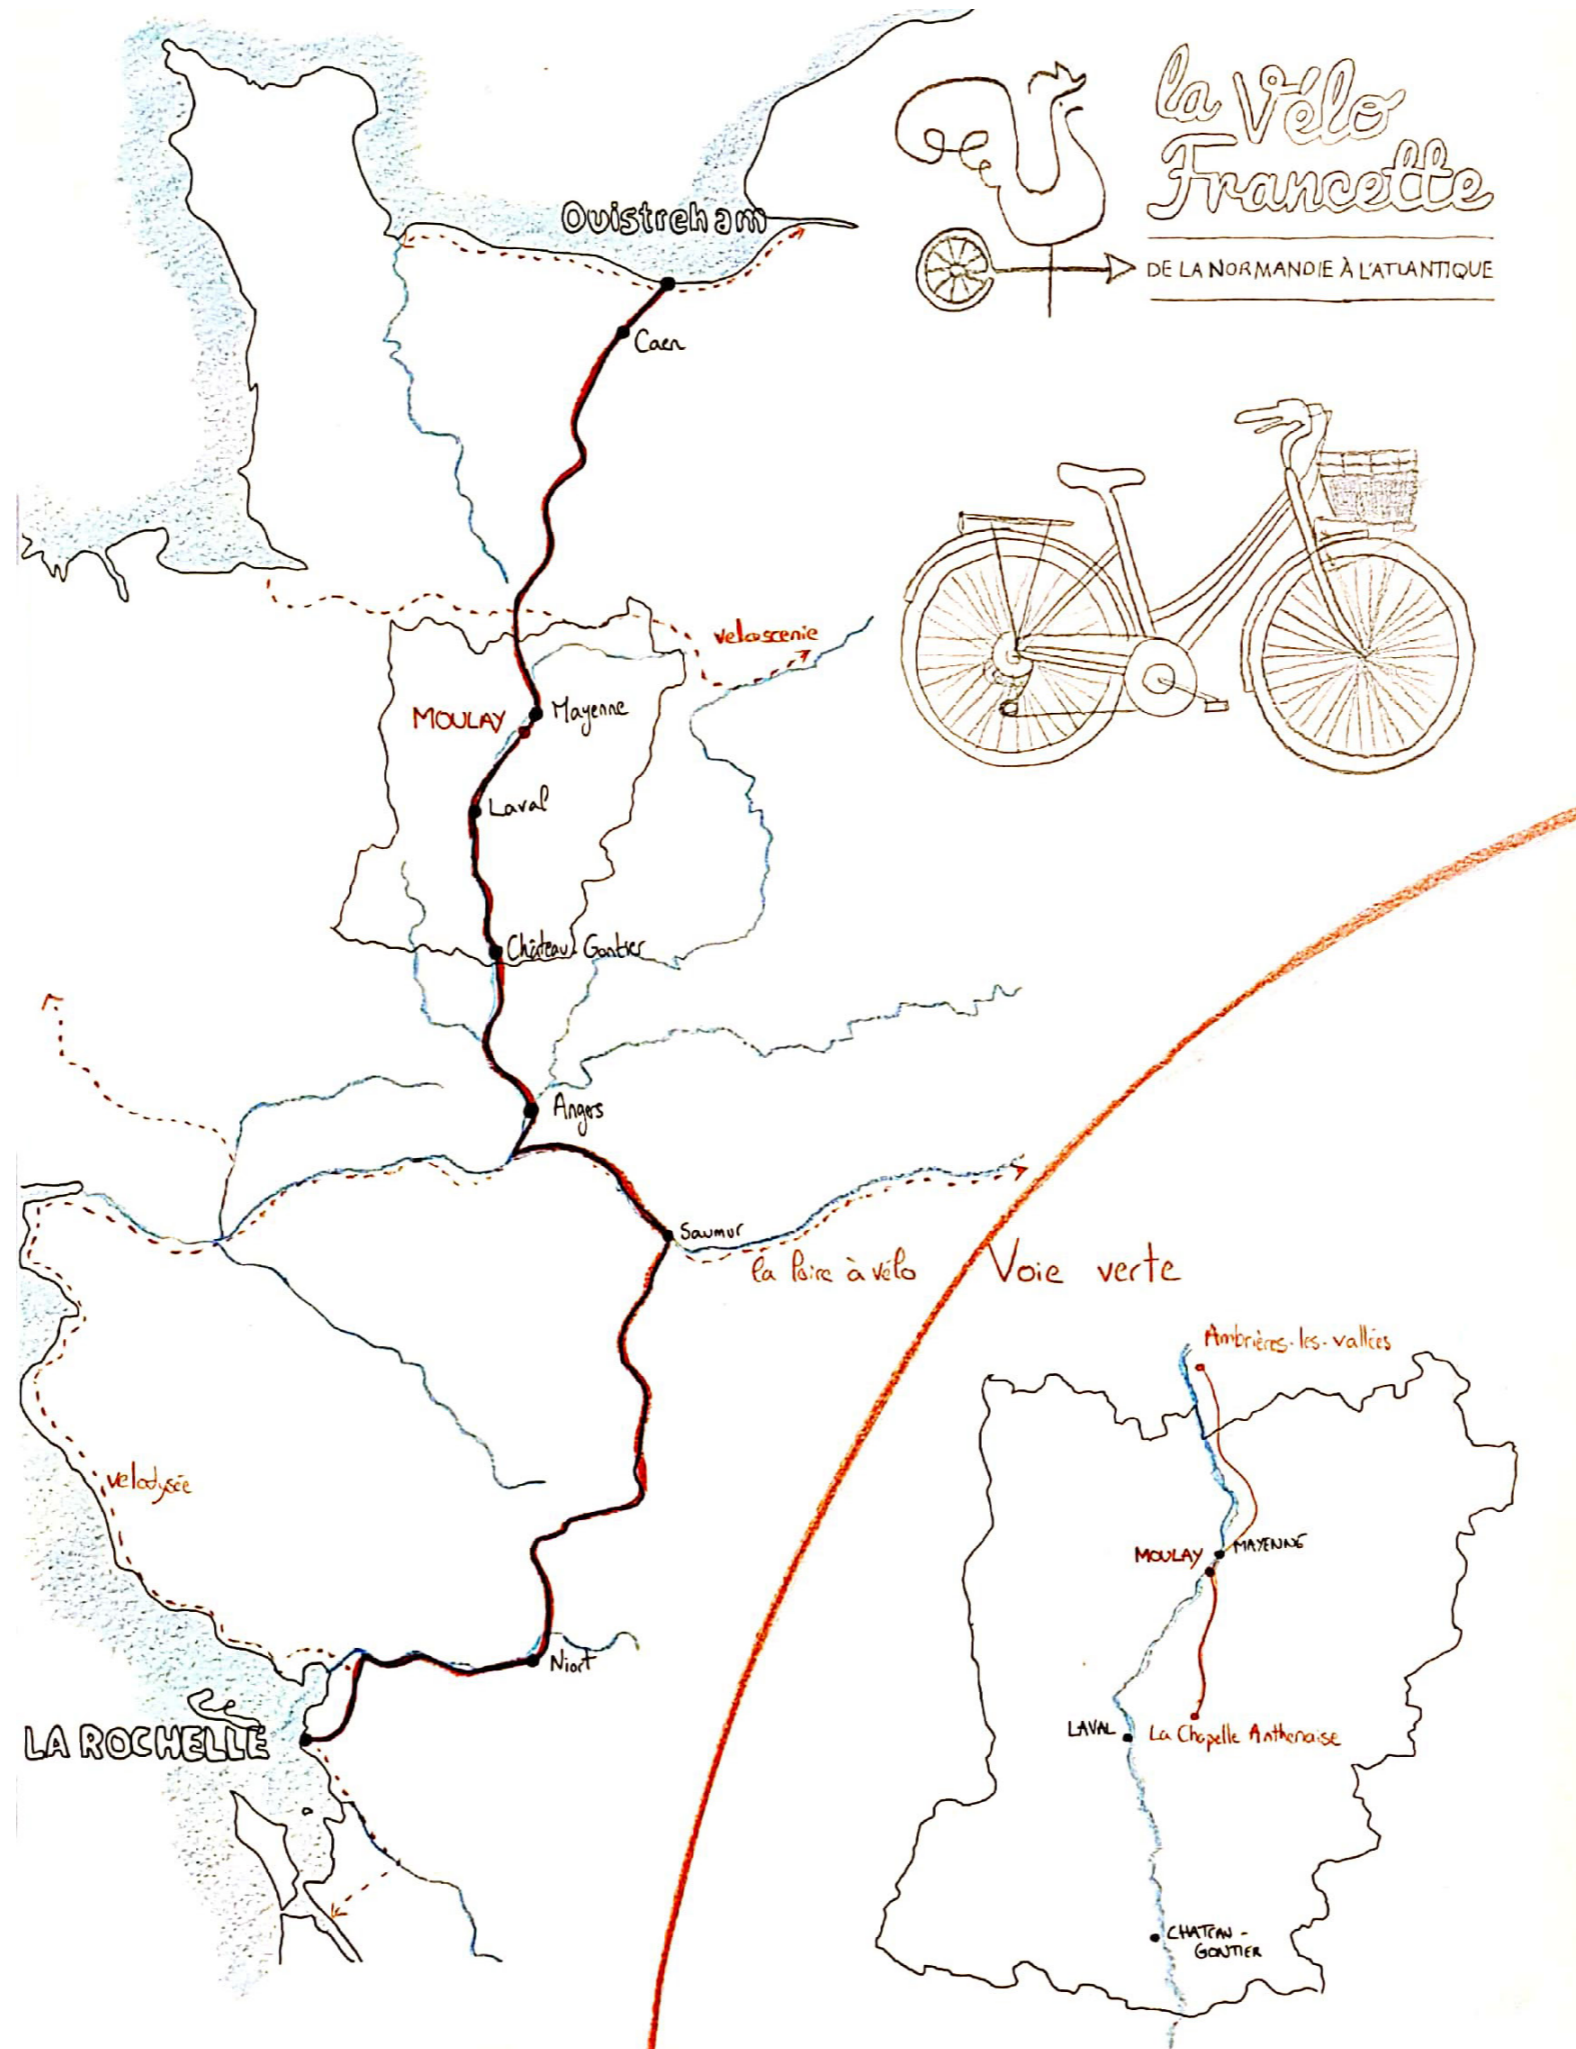 la Vélo
Francette
DE LA NORMANDIE À L'ATLANTIQUE
Ouistreham
Caen
veloscenie
MOULAY
Mayenne
Laval
Château-Gontier
Angers
Saumur
la loire à vélo
velodysée
Niort
LA ROCHELLE
Voie verte
Ambrières-les-vallées
MOULAY
MAYENNE
LAVAL
La Chapelle Anthenaise
CHATEAU-
GONTIER